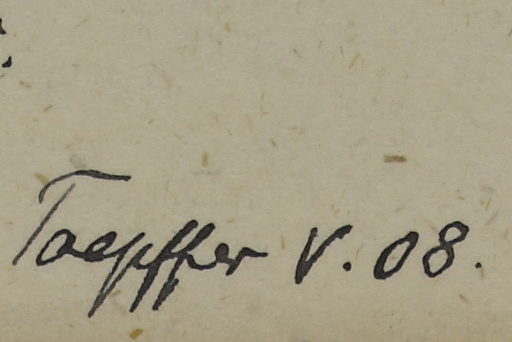 Toepffer V. 08.